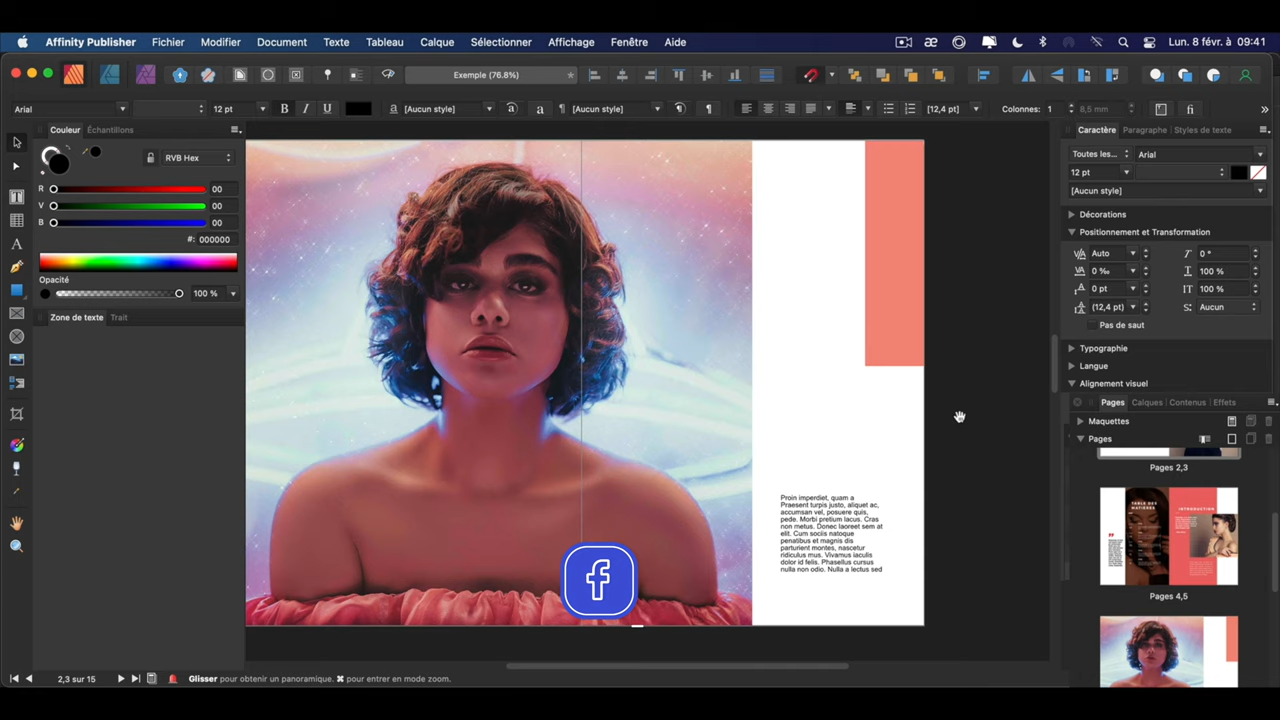 Affinity Publisher Fichier Modifier Document Texte Tableau Calque Sélectionner Affichage Fenêtre Aide Lun. 8 févr à 09:41
Exemple (76.8%)
Arial 12 pt B I U a [Aucun style] a a ¶ [Aucun style] ¶ [12,4 pt] Colonnes: 1 8,5 mm fi
Couleur Échantillons
RVB Hex
R 00
V 00
B 00
#: 000000
Opacité
100 %
Zone de texte Trait
Proin imperdiet, quam a
Praesent turpis justo, aliquet ac,
accumsan vel, posuere quis,
pede. Morbi pretium lacus. Cras
non metus. Donec laoreet sem at
elit. Cum sociis natoque
penatibus et magnis dis
parturient montes, nascetur
ridiculus mus. Vivamus iaculis
dolor id felis. Phasellus cursus
nulla non odio. Nulla a lectus sed
Caractère Paragraphe Styles de texte
Toutes les... Arial
12 pt
[Aucun style]
Décorations
Positionnement et Transformation
Auto 0 °
0 ‰ 100 %
0 pt 100 %
(12,4 pt) Aucun
Pas de saut
Typographie
Langue
Alignement visuel
Pages Calques Contenus Effets
Maquettes
Pages
Pages 2,3
TABLE DES
MATIÈRES
INTRODUCTION
Pages 4,5
2,3 sur 15 Glisser pour obtenir un panoramique. ⌘ pour entrer en mode zoom.